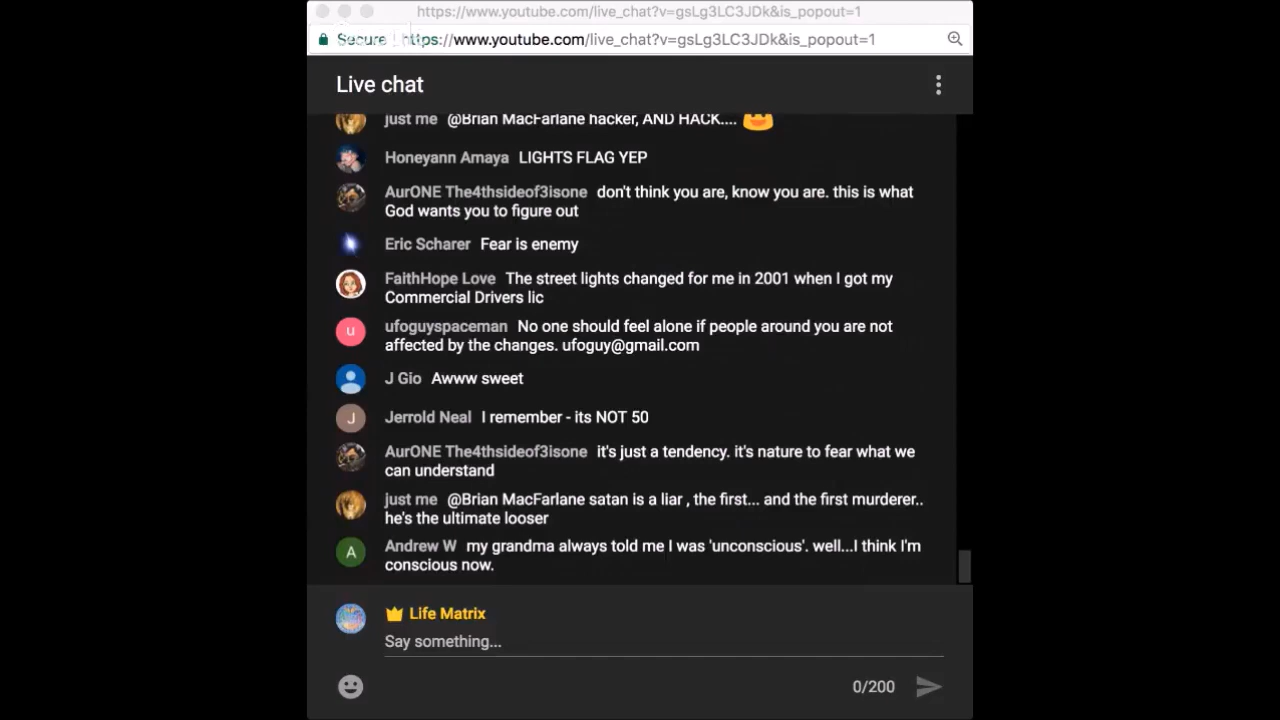 https://www.youtube.com/live_chat?v=gsLg3LC3JDk&is_popout=1
Secure https://www.youtube.com/live_chat?v=gsLg3LC3JDk&is_popout=1
Live chat
just me @Brian MacFarlane hacker, AND HACK....
Honeyann Amaya LIGHTS FLAG YEP
AurONE The4thsideof3isone don't think you are, know you are. this is what
God wants you to figure out
Eric Scharer Fear is enemy
FaithHope Love The street lights changed for me in 2001 when I got my
Commercial Drivers lic
u ufoguyspaceman No one should feel alone if people around you are not
affected by the changes. ufoguy@gmail.com
J Gio Awww sweet
J Jerrold Neal I remember - its NOT 50
AurONE The4thsideof3isone it's just a tendency. it's nature to fear what we
can understand
just me @Brian MacFarlane satan is a liar , the first... and the first murderer..
he's the ultimate looser
A Andrew W my grandma always told me I was 'unconscious'. well...I think I'm
conscious now.
Life Matrix
Say something...
0/200